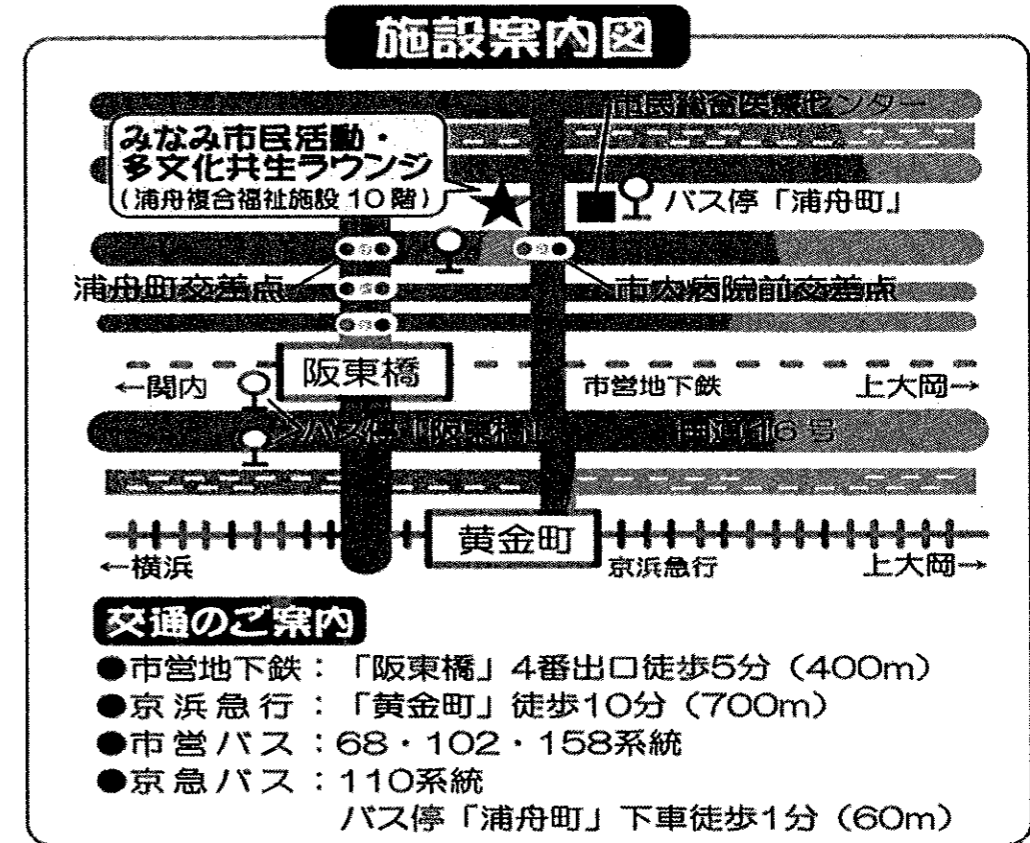 施設案内図
市民総合医療センター
みなみ市民活動・
多文化共生ラウンジ
(浦舟複合福祉施設10階)
バス停「浦舟町」
浦舟町交差点
市大病院前交差点
阪東橋
←関内
市営地下鉄
上大岡→
バス停「阪東橋」
国道16号
黄金町
←横浜
京浜急行
上大岡→
交通のご案内
●市営地下鉄：「阪東橋」4番出口徒歩5分（400m）
●京浜急行：「黄金町」徒歩10分（700m）
●市営バス：68・102・158系統
●京急バス：110系統
バス停「浦舟町」下車徒歩1分（60m）